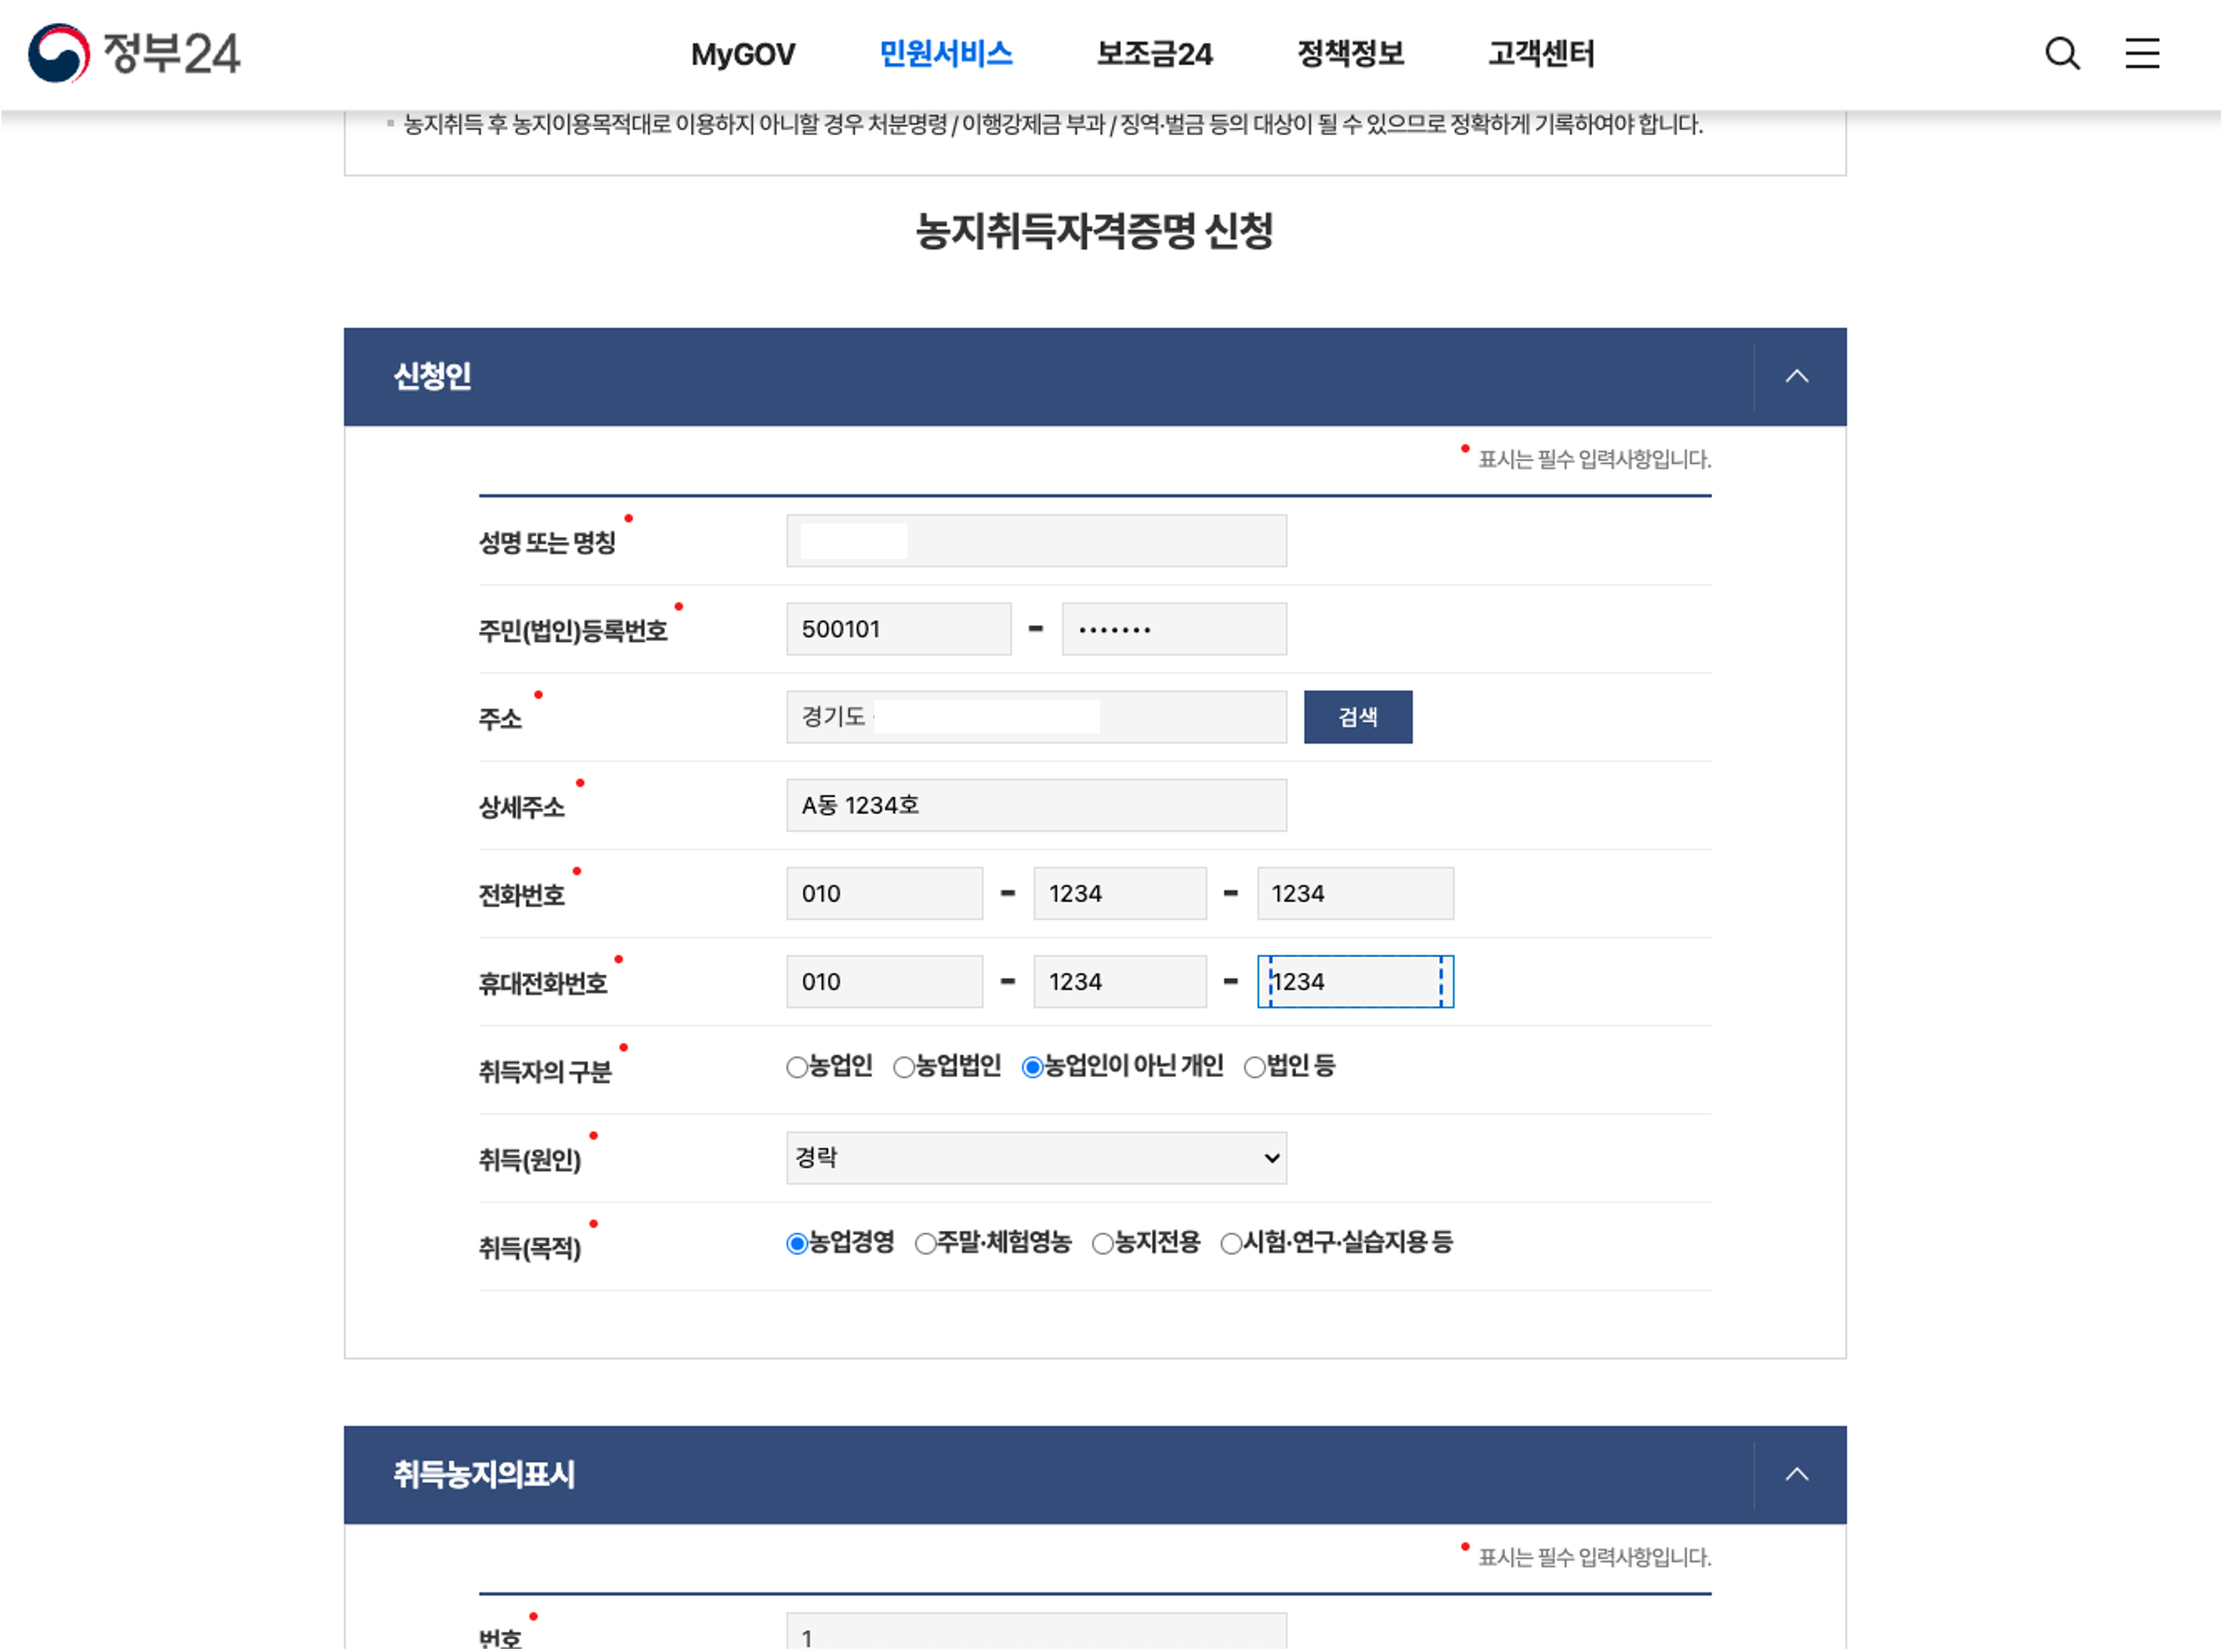 정부24 MyGOV 민원서비스 보조금24 정책정보 고객센터
농지취득 후 농지이용목적대로 이용하지 아니할 경우 처분명령 / 이행강제금 부과 / 징역·벌금 등의 대상이 될 수 있으므로 정확하게 기록하여야 합니다.
농지취득자격증명 신청
신청인
표시는 필수 입력사항입니다.
성명 또는 명칭
주민(법인)등록번호 500101 - •••••••
주소 경기도 검색
상세주소 A동 1234호
전화번호 010 - 1234 - 1234
휴대전화번호 010 - 1234 - 1234
취득자의 구분 농업인 농업법인 농업인이 아닌 개인 법인 등
취득(원인) 경락
취득(목적) 농업경영 주말·체험영농 농지전용 시험·연구·실습지용 등
취득농지의표시
표시는 필수 입력사항입니다.
번호 1